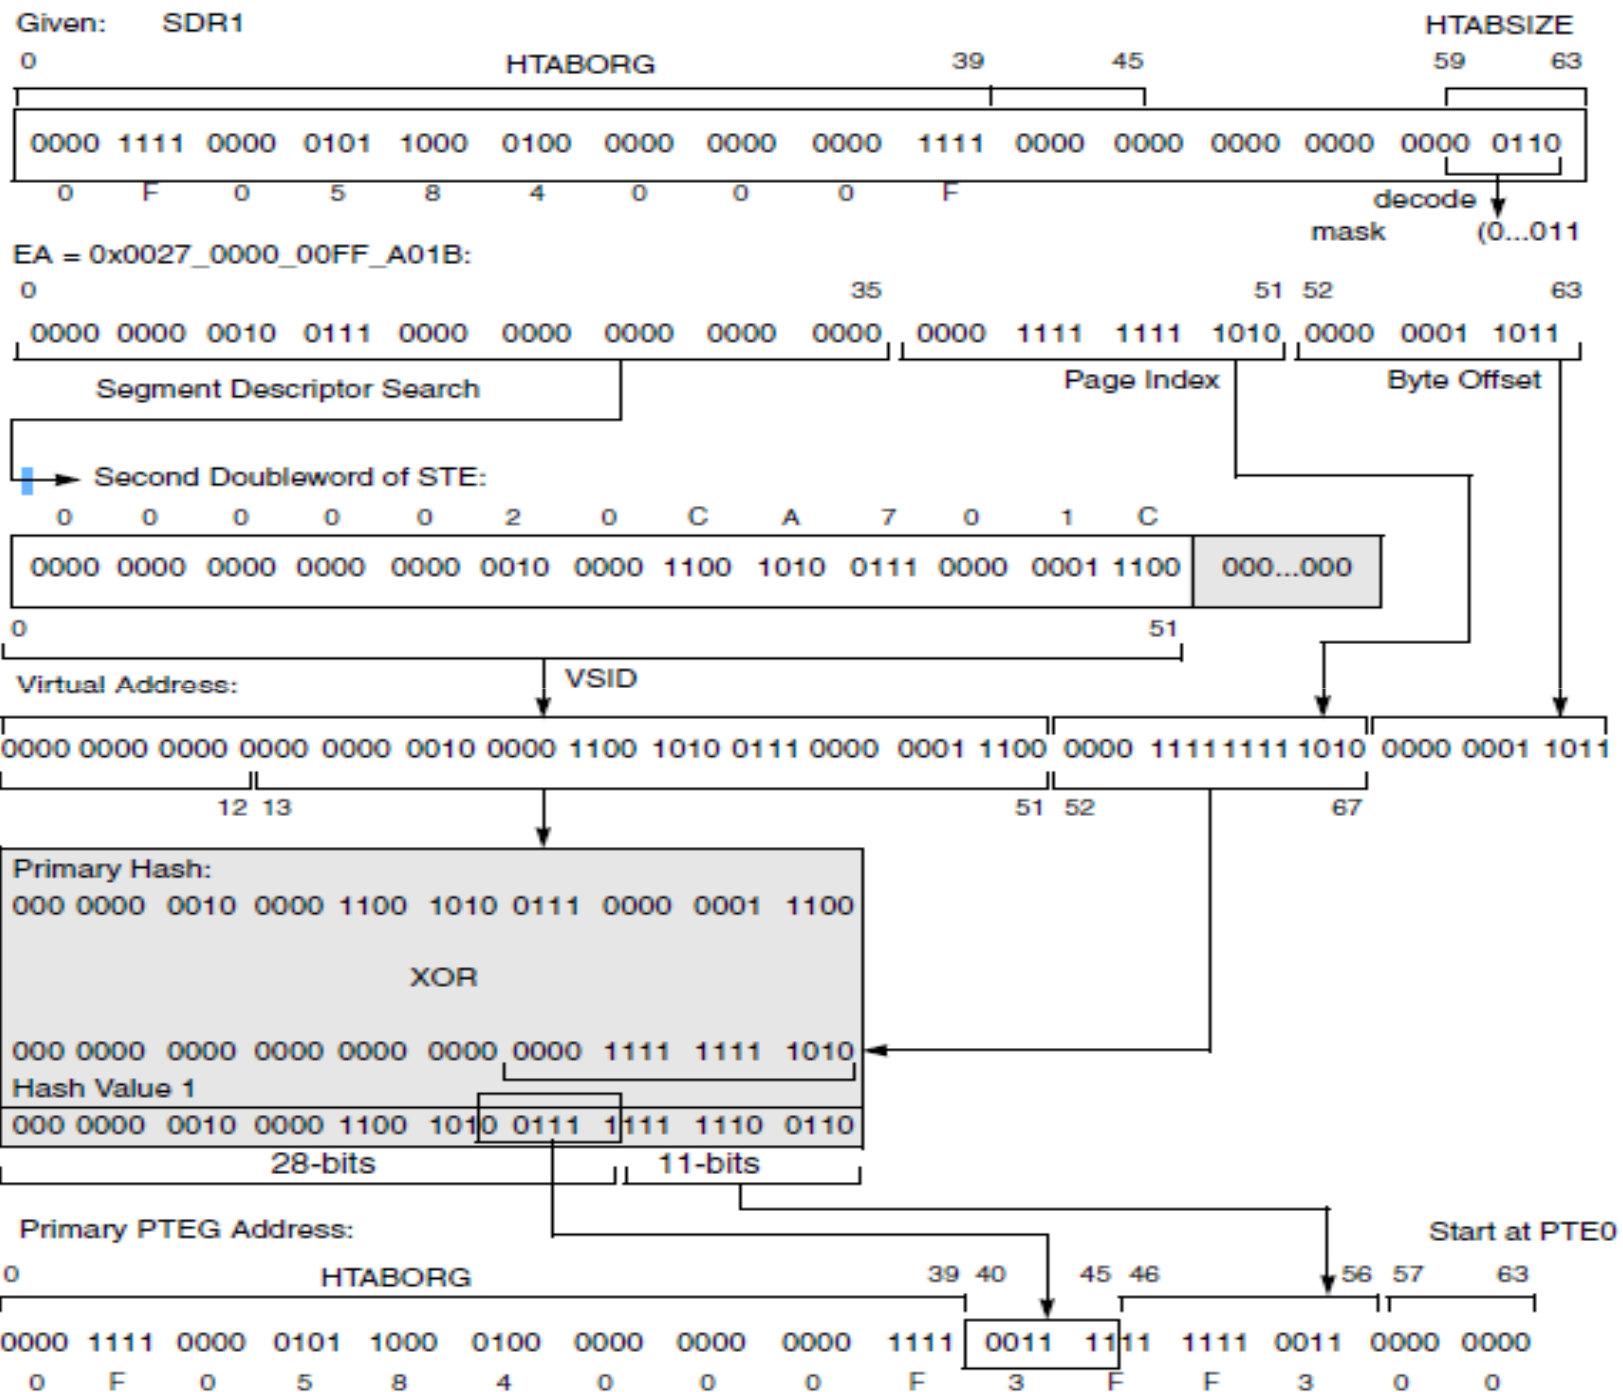 Given: SDR1 HTABSIZE
0 HTABORG 39 45 59 63
0000 1111 0000 0101 1000 0100 0000 0000 0000 1111 0000 0000 0000 0000 0000 0110
0 F 0 5 8 4 0 0 0 F
decode
mask (0...011
EA = 0x0027_0000_00FF_A01B:
0 35 51 52 63
0000 0000 0010 0111 0000 0000 0000 0000 0000 0000 1111 1111 1010 0000 0001 1011
Segment Descriptor Search Page Index Byte Offset
Second Doubleword of STE:
0 0 0 0 0 2 0 C A 7 0 1 C
0000 0000 0000 0000 0000 0010 0000 1100 1010 0111 0000 0001 1100 000...000
0 51
VSID
Virtual Address:
0000 0000 0000 0000 0000 0010 0000 1100 1010 0111 0000 0001 1100 0000 1111 1111 1010 0000 0001 1011
12 13 51 52 67
Primary Hash:
000 0000 0010 0000 1100 1010 0111 0000 0001 1100
XOR
000 0000 0000 0000 0000 0000 0000 1111 1111 1010
Hash Value 1
000 0000 0010 0000 1100 1010 0111 1111 1110 0110
28-bits 11-bits
Primary PTEG Address: Start at PTE0
0 HTABORG 39 40 45 46 56 57 63
0000 1111 0000 0101 1000 0100 0000 0000 0000 1111 0011 1111 1111 0011 0000 0000
0 F 0 5 8 4 0 0 0 F 3 F F 3 0 0